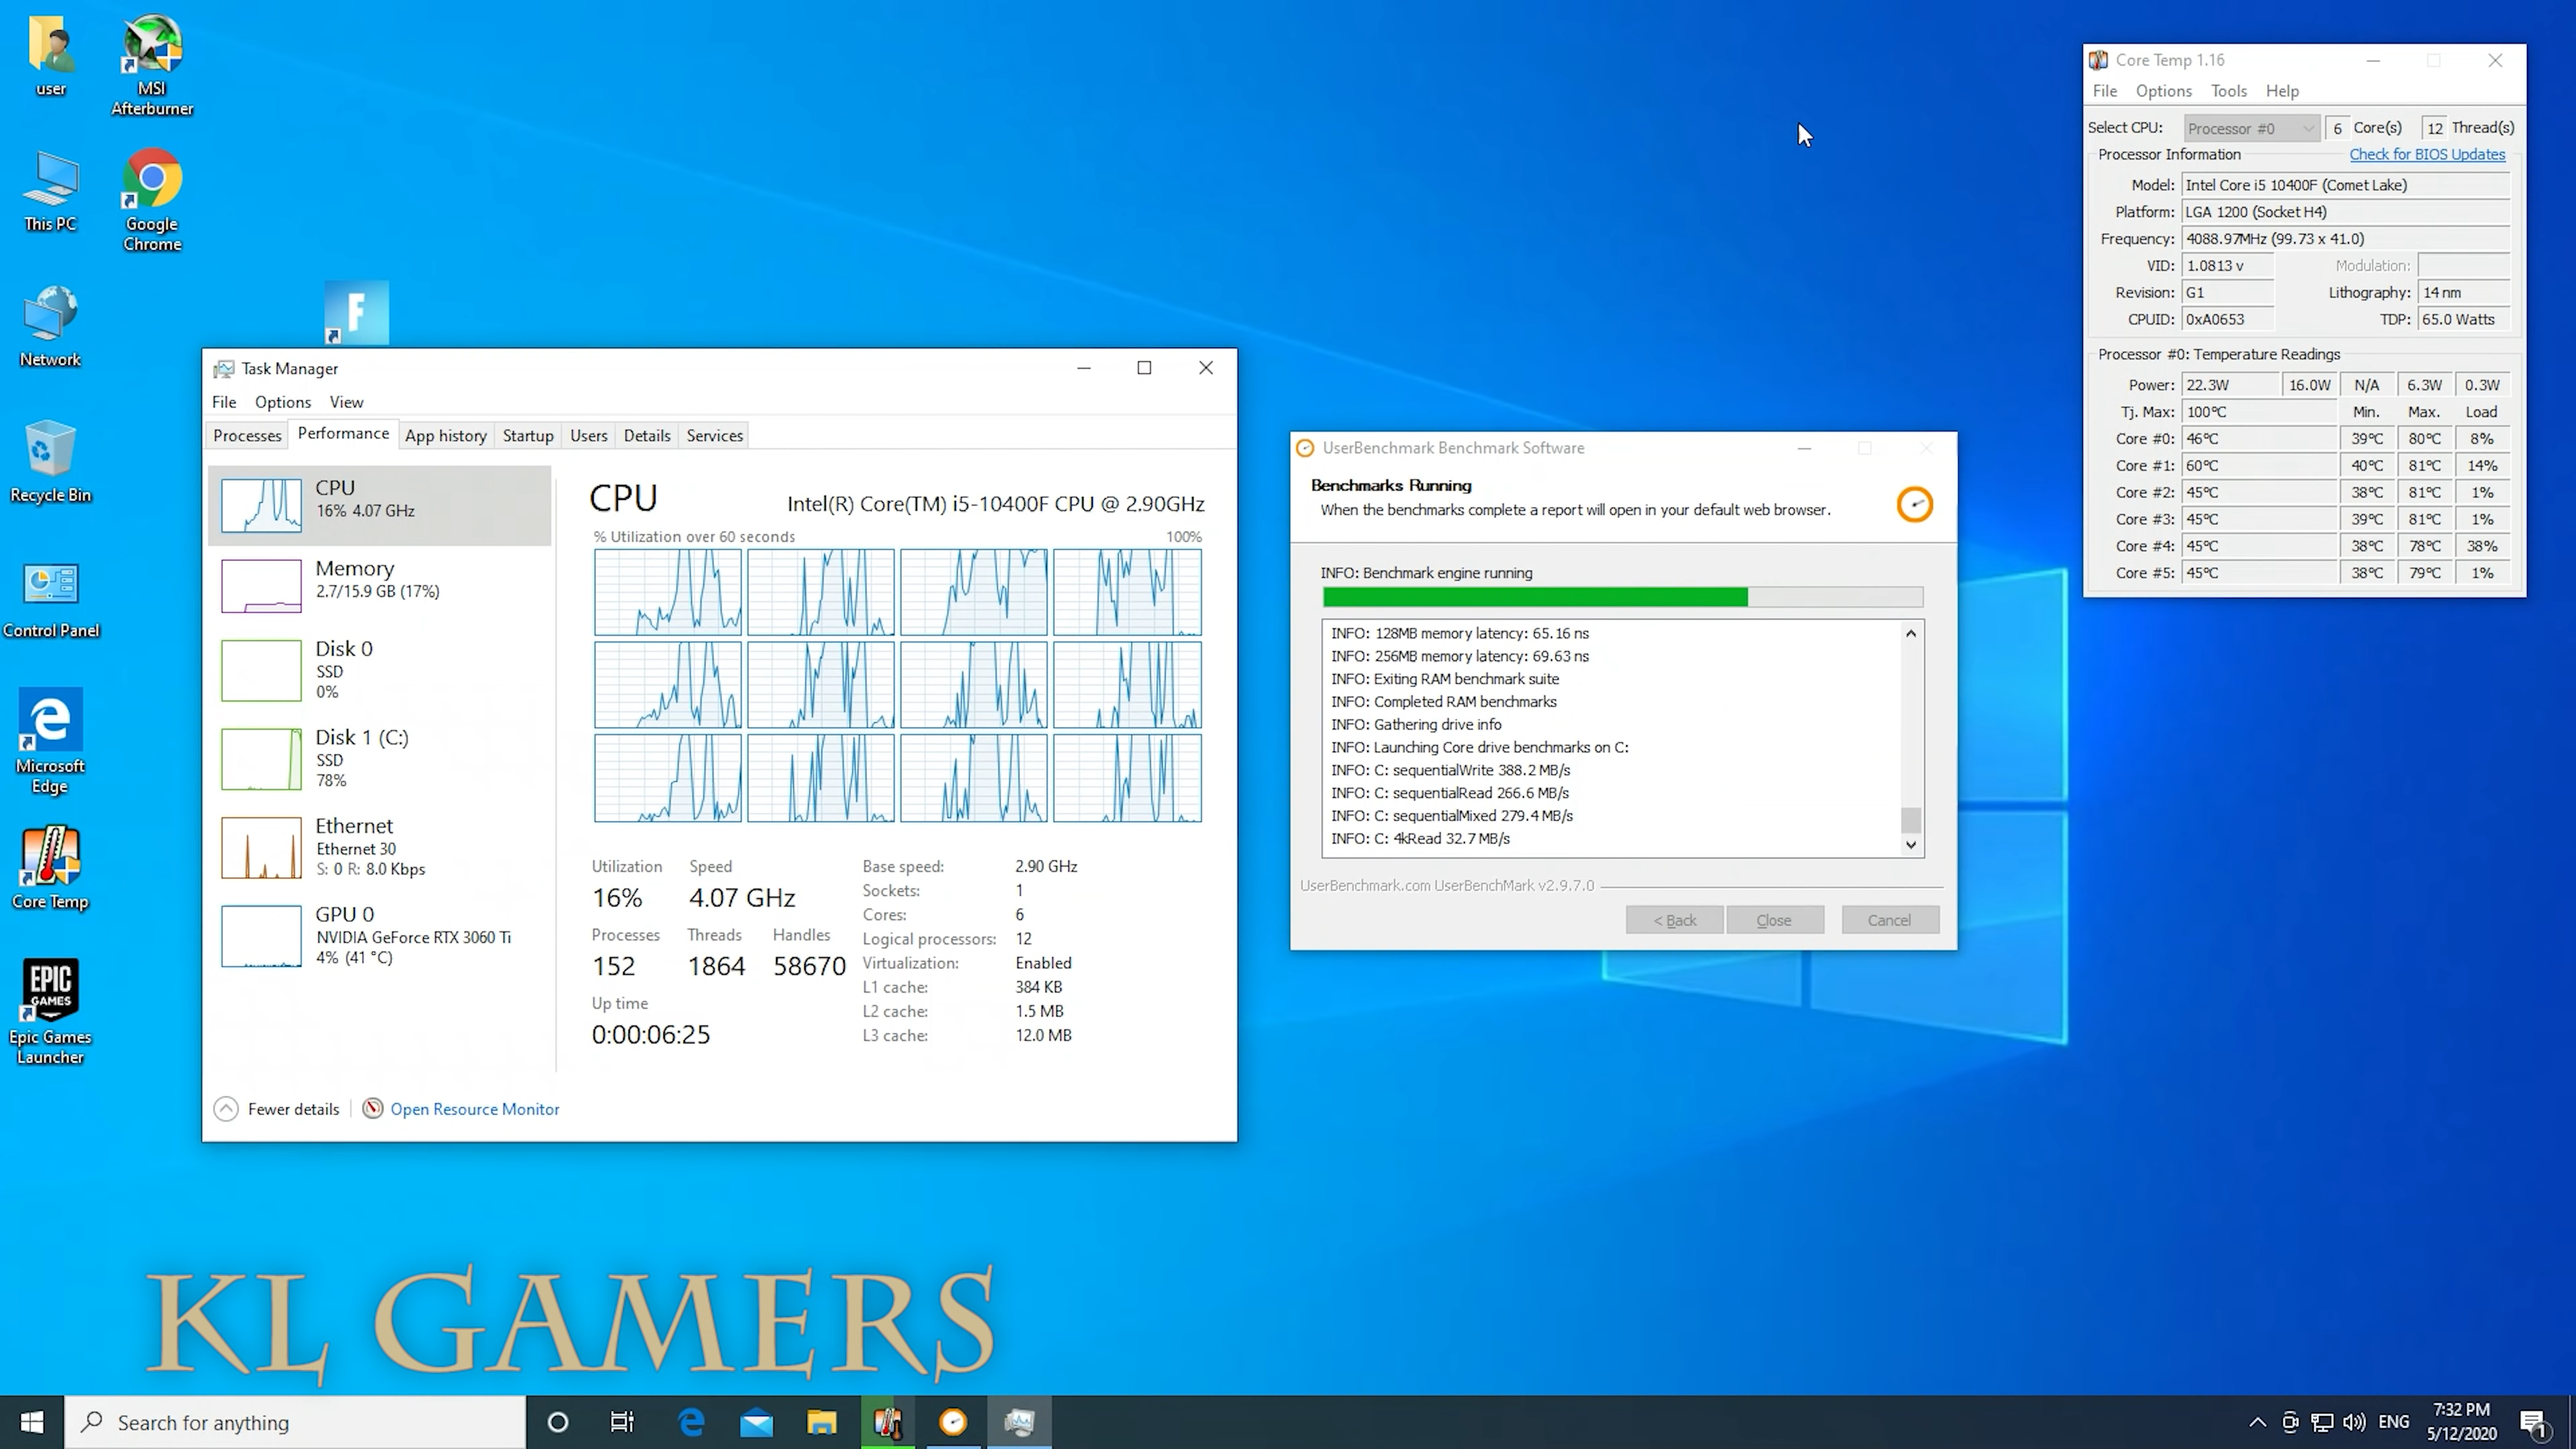 user
MSI
Afterburner
This PC
Google
Chrome
Network
Recycle Bin
Control Panel
Microsoft
Edge
Core Temp
EPIC
GAMES
Epic Games
Launcher
F
Task Manager
File Options View
Processes Performance App history Startup Users Details Services
CPU
16% 4.07 GHz
Memory
2.7/15.9 GB (17%)
Disk 0
SSD
0%
Disk 1 (C:)
SSD
78%
Ethernet
Ethernet 30
S: 0 R: 8.0 Kbps
GPU 0
NVIDIA GeForce RTX 3060 Ti
4% (41 °C)
CPU Intel(R) Core(TM) i5-10400F CPU @ 2.90GHz
% Utilization over 60 seconds 100%
Utilization Speed
16% 4.07 GHz
Processes Threads Handles
152 1864 58670
Up time
0:00:06:25
Base speed: 2.90 GHz
Sockets: 1
Cores: 6
Logical processors: 12
Virtualization: Enabled
L1 cache: 384 KB
L2 cache: 1.5 MB
L3 cache: 12.0 MB
Fewer details Open Resource Monitor
UserBenchmark Benchmark Software
Benchmarks Running
When the benchmarks complete a report will open in your default web browser.
INFO: Benchmark engine running
INFO: 128MB memory latency: 65.16 ns
INFO: 256MB memory latency: 69.63 ns
INFO: Exiting RAM benchmark suite
INFO: Completed RAM benchmarks
INFO: Gathering drive info
INFO: Launching Core drive benchmarks on C:
INFO: C: sequentialWrite 388.2 MB/s
INFO: C: sequentialRead 266.6 MB/s
INFO: C: sequentialMixed 279.4 MB/s
INFO: C: 4kRead 32.7 MB/s
UserBenchmark.com UserBenchMark v2.9.7.0
< Back Close Cancel
Core Temp 1.16
File Options Tools Help
Select CPU: Processor #0 6 Core(s) 12 Thread(s)
Processor Information Check for BIOS Updates
Model: Intel Core i5 10400F (Comet Lake)
Platform: LGA 1200 (Socket H4)
Frequency: 4088.97MHz (99.73 x 41.0)
VID: 1.0813 v Modulation:
Revision: G1 Lithography: 14 nm
CPUID: 0xA0653 TDP: 65.0 Watts
Processor #0: Temperature Readings
Power: 22.3W 16.0W N/A 6.3W 0.3W
Tj. Max: 100°C Min. Max. Load
Core #0: 46°C 39°C 80°C 8%
Core #1: 60°C 40°C 81°C 14%
Core #2: 45°C 38°C 81°C 1%
Core #3: 45°C 39°C 81°C 1%
Core #4: 45°C 38°C 78°C 38%
Core #5: 45°C 38°C 79°C 1%
KL GAMERS
Search for anything
ENG
7:32 PM
5/12/2020
1